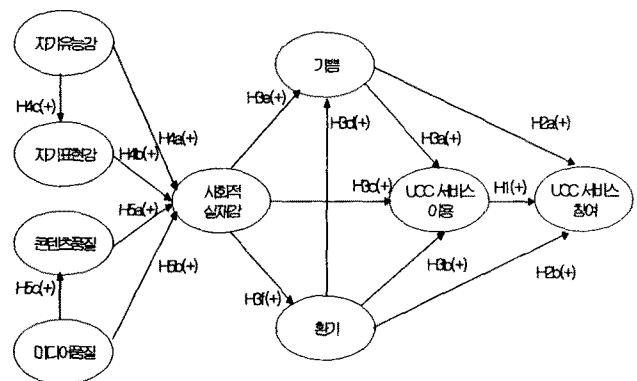 자기유능감
기쁨
H4c(+)
H3e(+)
H3d(+)
H2a(+)
H4a(+)
H3a(+)
자기표현감
H4b(+)
사회적
실재감
H3c(+)
UCC 서비스
이용
H1(+)
UCC 서비스
참여
H5a(+)
콘텐츠품질
H5b(+)
H5c(+)
H3f(+)
H3b(+)
H2b(+)
환기
미디어품질